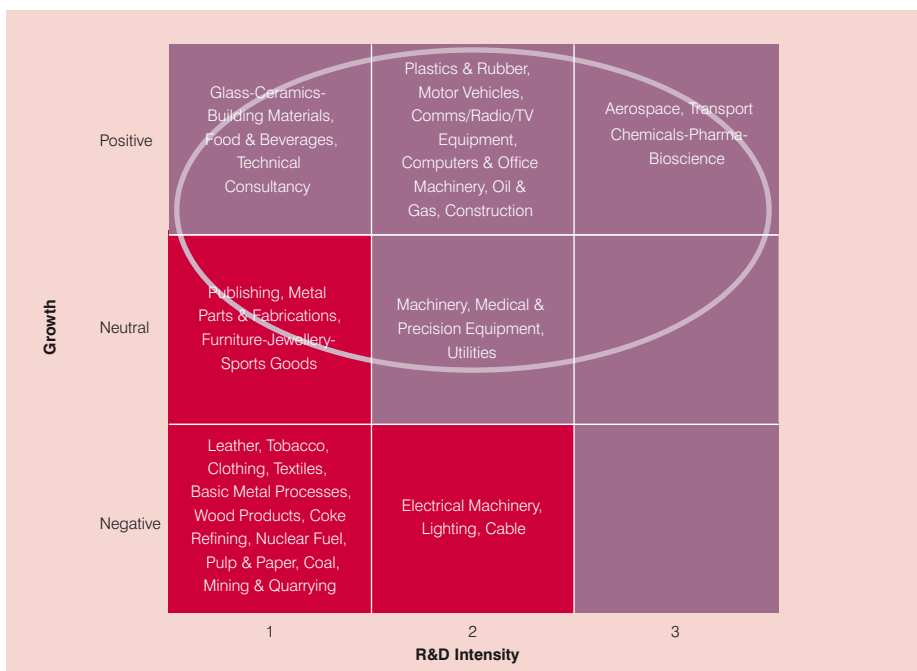 Growth
Positive
Glass-Ceramics-
Building Materials,
Food & Beverages,
Technical
Consultancy
Plastics & Rubber,
Motor Vehicles,
Comms/Radio/TV
Equipment,
Computers & Office
Machinery, Oil &
Gas, Construction
Aerospace, Transport
Chemicals-Pharma-
Bioscience
Neutral
Publishing, Metal
Parts & Fabrications,
Furniture-Jewellery-
Sports Goods
Machinery, Medical &
Precision Equipment,
Utilities
Negative
Leather, Tobacco,
Clothing, Textiles,
Basic Metal Processes,
Wood Products, Coke
Refining, Nuclear Fuel,
Pulp & Paper, Coal,
Mining & Quarrying
Electrical Machinery,
Lighting, Cable
1
2
3
R&D Intensity